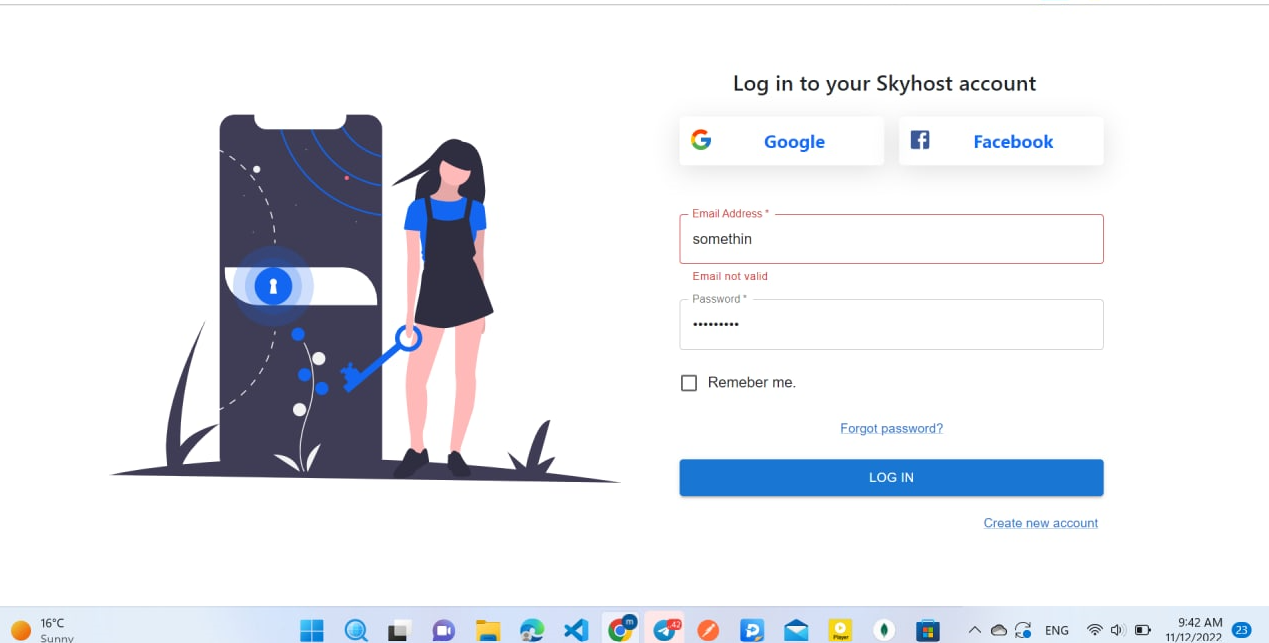 Log in to your Skyhost account
Google
Facebook
Email Address *
somethin
Email not valid
Password *
•••••••••
Remeber me.
Forgot password?
LOG IN
Create new account
16°C
Sunny
m
42
Player
ENG
9:42 AM
11/12/2022
23